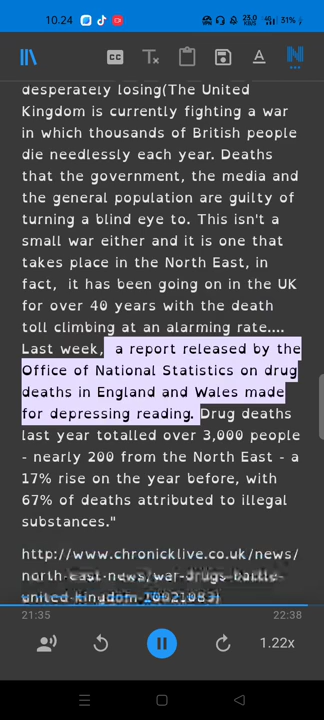 10.24
25.0
KB/S
4G
51%
CC
desperately losing(The United
Kingdom is currently fighting a war
in which thousands of British people
die needlessly each year. Deaths
that the government, the media and
the general population are guilty of
turning a blind eye to. This isn't a
small war either and it is one that
takes place in the North East, in
fact,  it has been going on in the UK
for over 40 years with the death
toll climbing at an alarming rate....
Last week,  a report released by the
Office of National Statistics on drug
deaths in England and Wales made
for depressing reading. Drug deaths
last year totalled over 3,000 people
- nearly 200 from the North East - a
17% rise on the year before, with
67% of deaths attributed to illegal
substances."
http://www.chronicklive.co.uk/news/
north-east-news/war-drugs-battle-
united-kingdom-10021089)
21:35
22:38
1.22x